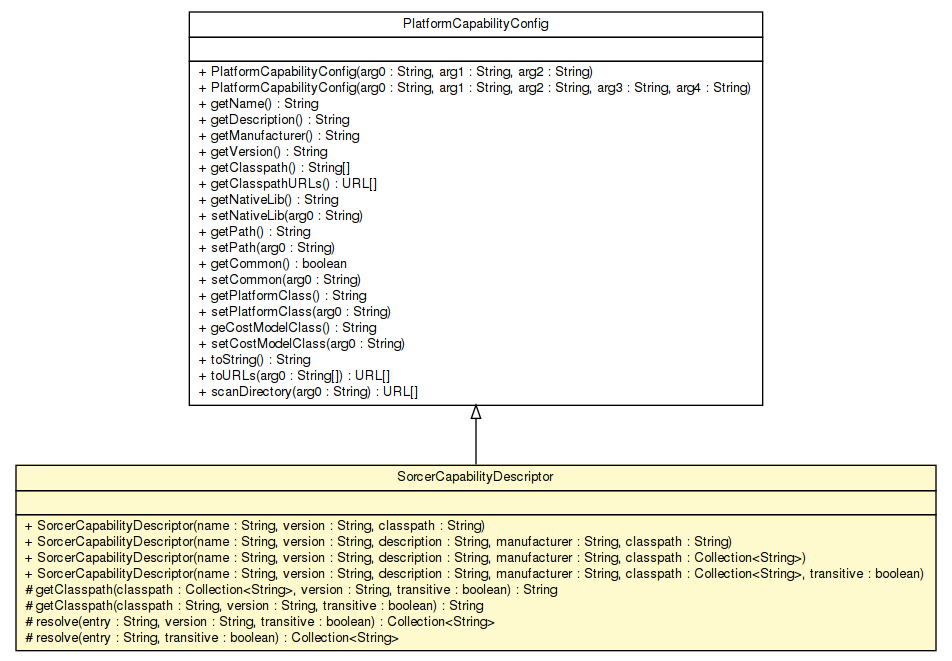 PlatformCapabilityConfig
+ PlatformCapabilityConfig(arg0 : String, arg1 : String, arg2 : String)
+ PlatformCapabilityConfig(arg0 : String, arg1 : String, arg2 : String, arg3 : String, arg4 : String)
+ getName() : String
+ getDescription() : String
+ getManufacturer() : String
+ getVersion() : String
+ getClasspath() : String[]
+ getClasspathURLs() : URL[]
+ getNativeLib() : String
+ setNativeLib(arg0 : String)
+ getPath() : String
+ setPath(arg0 : String)
+ getCommon() : boolean
+ setCommon(arg0 : String)
+ getPlatformClass() : String
+ setPlatformClass(arg0 : String)
+ geCostModelClass() : String
+ setCostModelClass(arg0 : String)
+ toString() : String
+ toURLs(arg0 : String[]) : URL[]
+ scanDirectory(arg0 : String) : URL[]
SorcerCapabilityDescriptor
+ SorcerCapabilityDescriptor(name : String, version : String, classpath : String)
+ SorcerCapabilityDescriptor(name : String, version : String, description : String, manufacturer : String, classpath : String)
+ SorcerCapabilityDescriptor(name : String, version : String, description : String, manufacturer : String, classpath : Collection<String>)
+ SorcerCapabilityDescriptor(name : String, version : String, description : String, manufacturer : String, classpath : Collection<String>, transitive : boolean)
# getClasspath(classpath : Collection<String>, version : String, transitive : boolean) : String
# getClasspath(classpath : String, version : String, transitive : boolean) : String
# resolve(entry : String, version : String, transitive : boolean) : Collection<String>
# resolve(entry : String, transitive : boolean) : Collection<String>